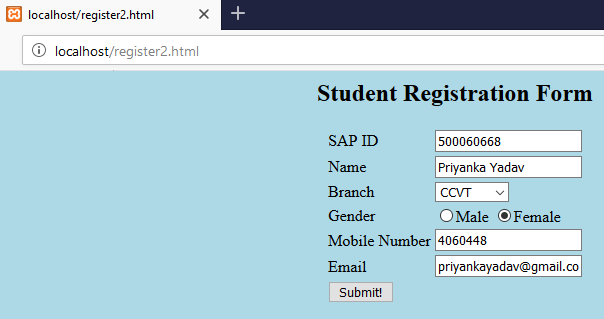 localhost/register2.html
localhost/register2.html
Student Registration Form
SAP ID 500060668
Name Priyanka Yadav
Branch CCVT
Gender Male Female
Mobile Number 4060448
Email priyankayadav@gmail.co
Submit!